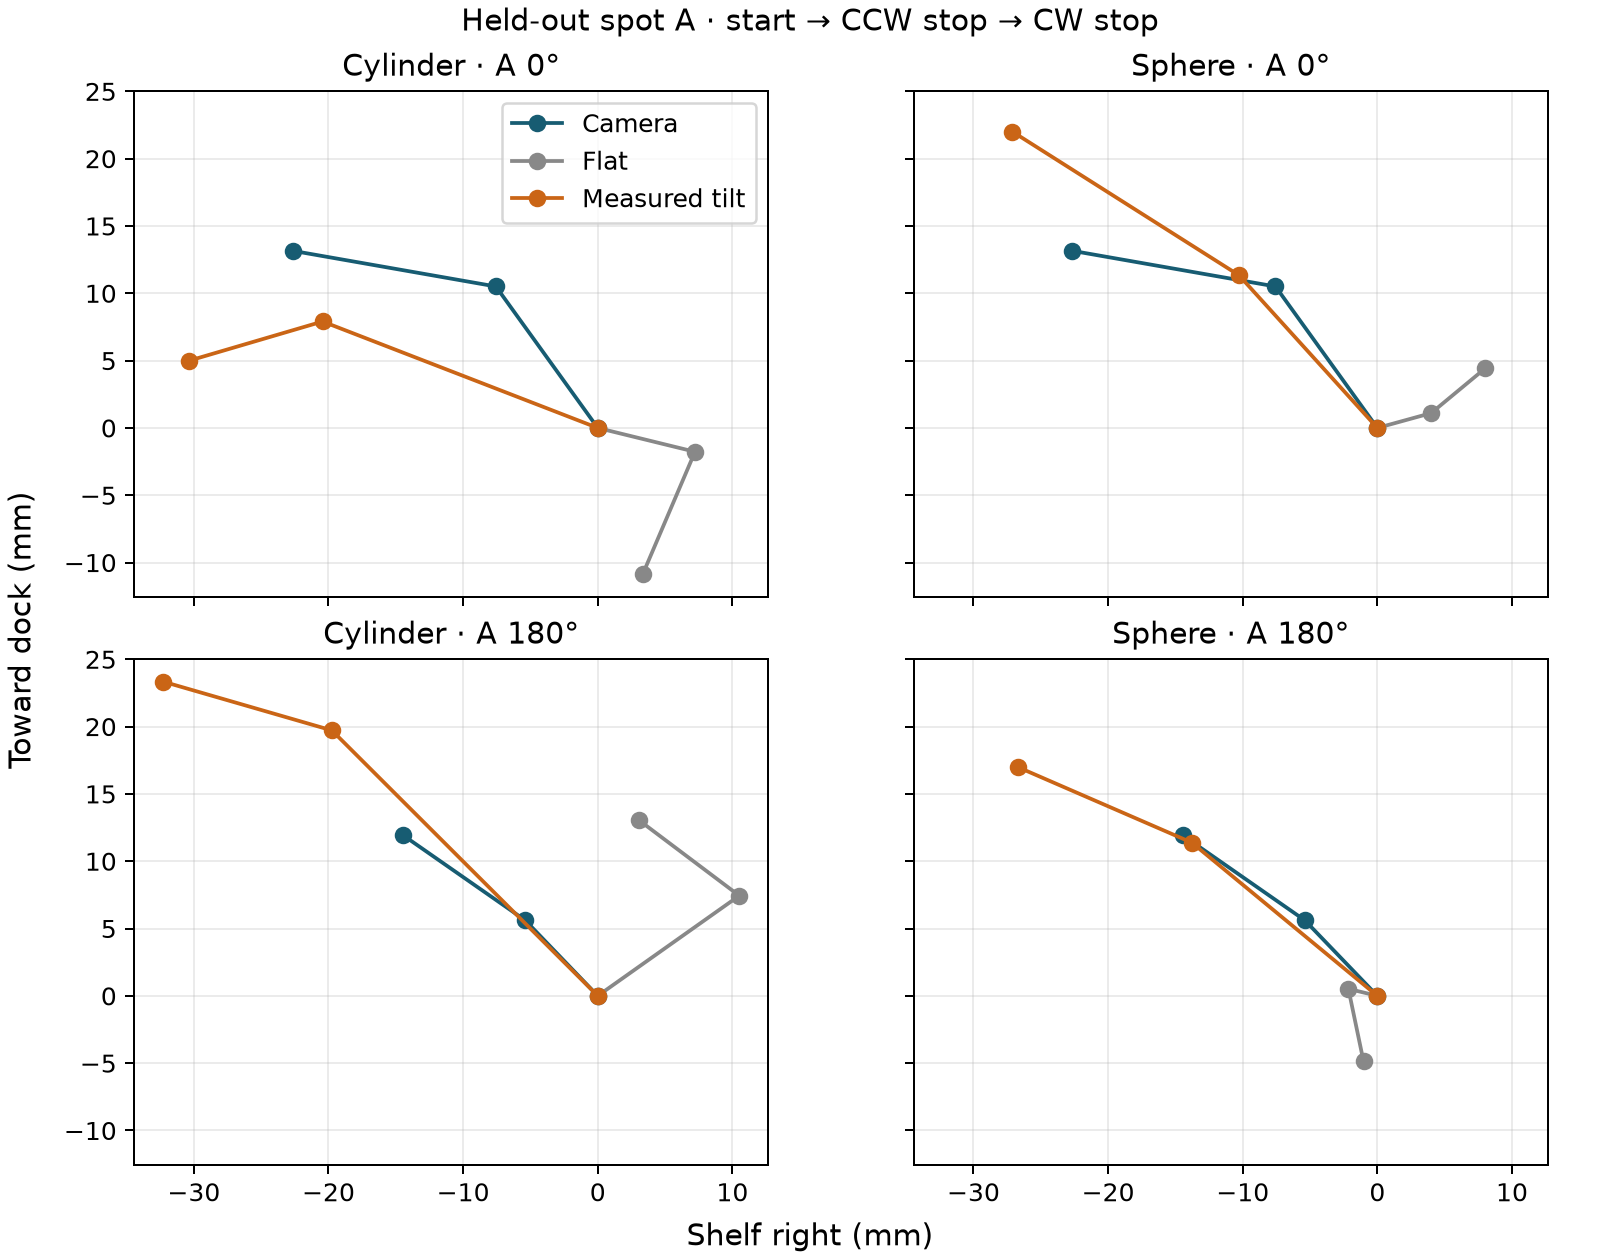 Held-out spot A · start → CCW stop → CW stop
Cylinder · A 0°
Sphere · A 0°
25
20
15
10
5
0
−5
−10
Camera
Flat
Measured tilt
Toward dock (mm)
Cylinder · A 180°
Sphere · A 180°
25
20
15
10
5
0
−5
−10
−30 −20 −10 0 10
−30 −20 −10 0 10
Shelf right (mm)